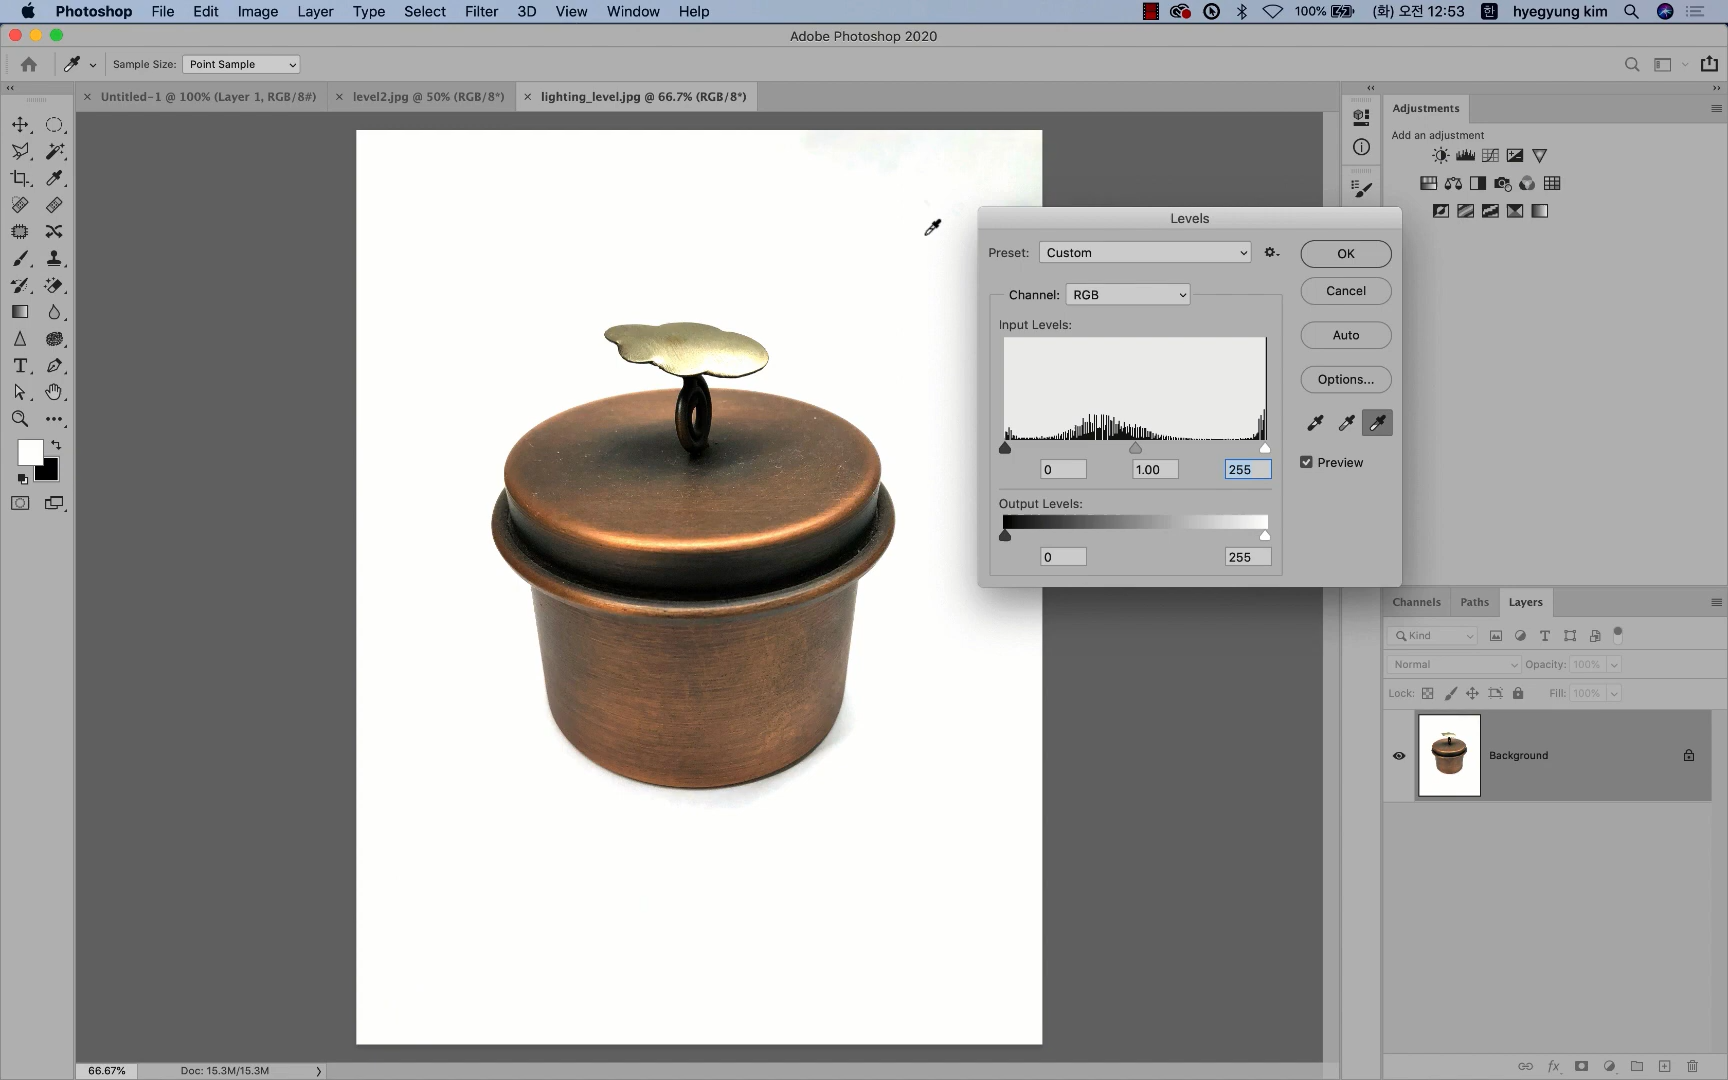 Photoshop File Edit Image Layer Type Select Filter 3D View Window Help 100% (화) 오전 12:53 한 hyegyung kim
Adobe Photoshop 2020
Sample Size: Point Sample
Untitled-1 @ 100% (Layer 1, RGB/8#) level2.jpg @ 50% (RGB/8*) lighting_level.jpg @ 66.7% (RGB/8*)
Adjustments
Add an adjustment
Levels
Preset: Custom
OK
Channel: RGB
Cancel
Input Levels:
Auto
Options...
0 1.00 255
Preview
Output Levels:
0 255
Channels Paths Layers
Kind
Normal Opacity: 100%
Lock: Fill: 100%
Background
66.67% Doc: 15.3M/15.3M